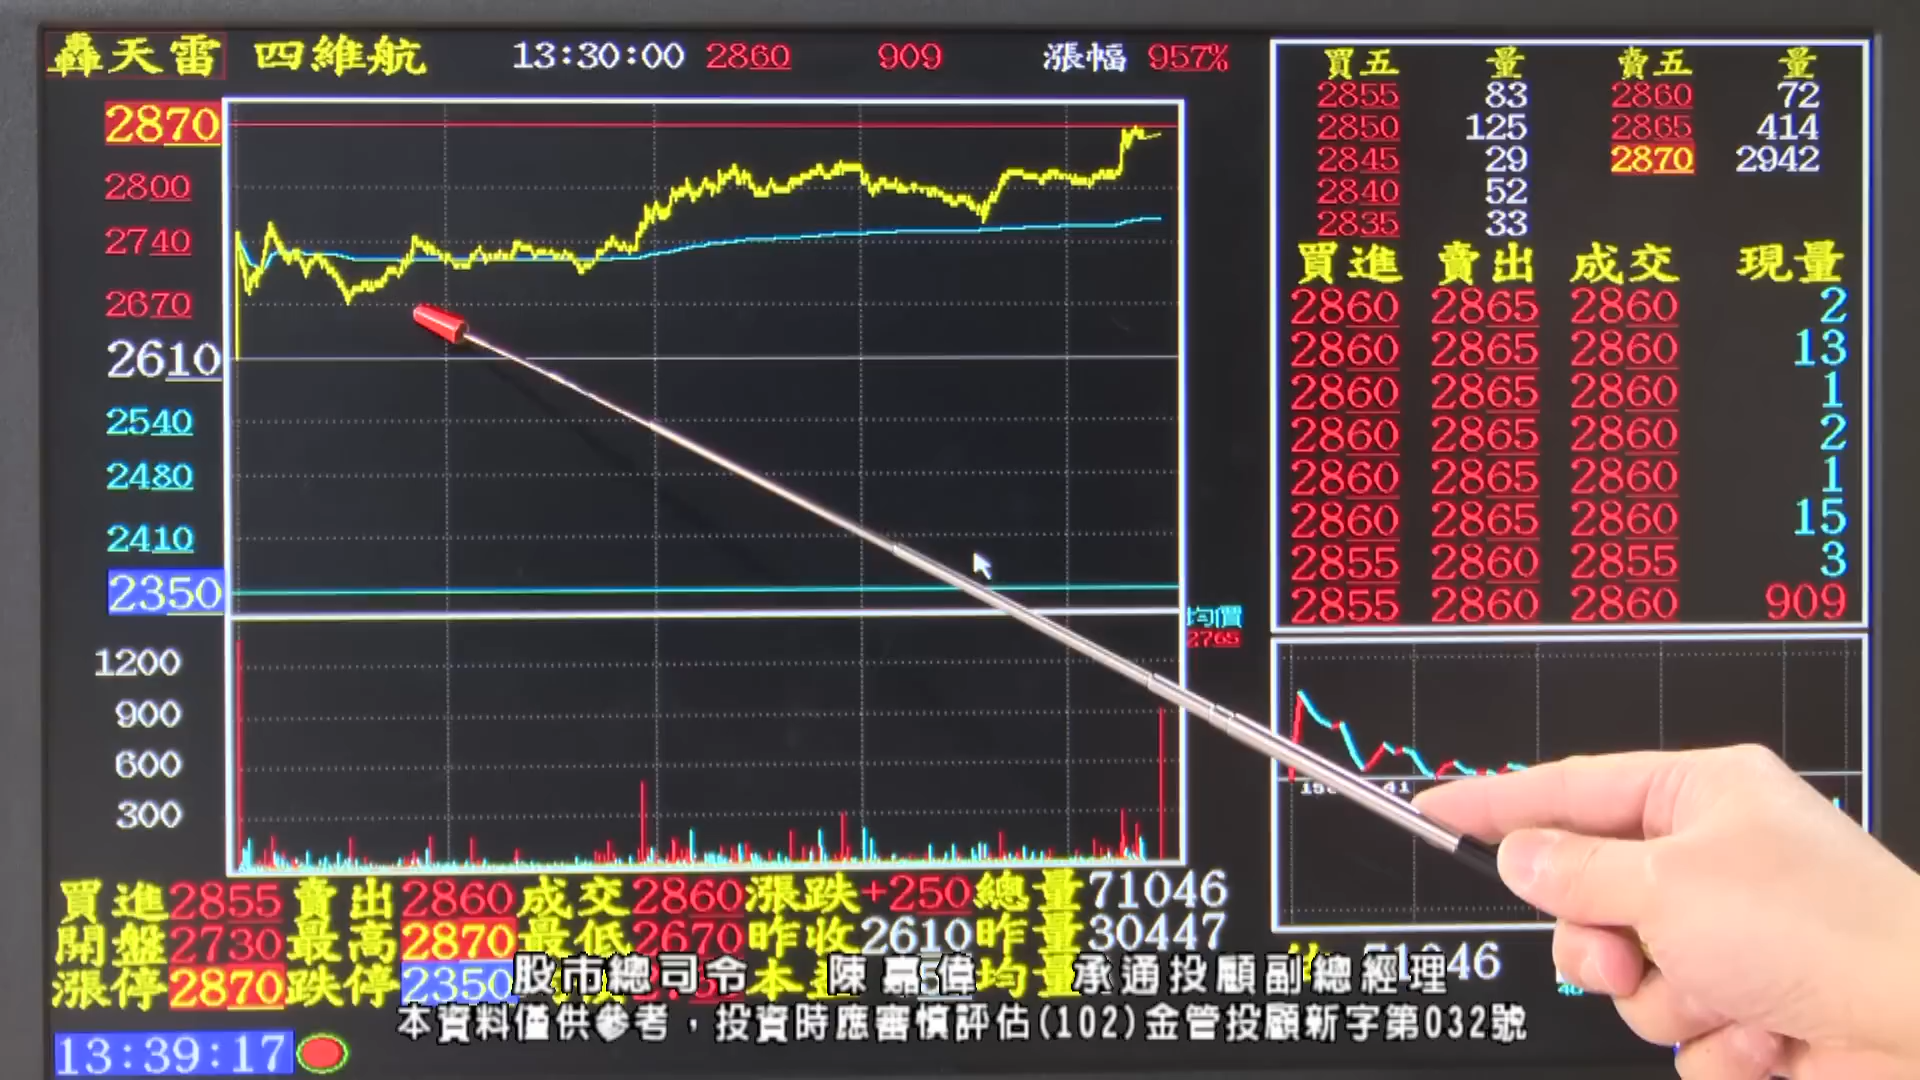 轟天雷 四維航 13:30:00 2860 909 漲幅 957%
2870
2800
2740
2670
2610
2540
2480
2410
2350
1200
900
600
300
均價
2765
買五 量 賣五 量
2855 83 2860 72
2850 125 2865 414
2845 29 2870 2942
2840 52
2835 33
買進 賣出 成交 現量
2860 2865 2860 2
2860 2865 2860 13
2860 2865 2860 1
2860 2865 2860 2
2860 2865 2860 1
2860 2865 2860 15
2855 2860 2855 3
2855 2860 2860 909
買進2855 賣出2860 成交2860 漲跌+250 總量71046
開盤2730 最高2870 最低2670 昨收2610 昨量30447
漲停2870 跌停2350 均量
股市總司令 陳嘉偉 承通投顧副總經理
本資料僅供參考，投資時應審慎評估(102)金管投顧新字第032號
13:39:17